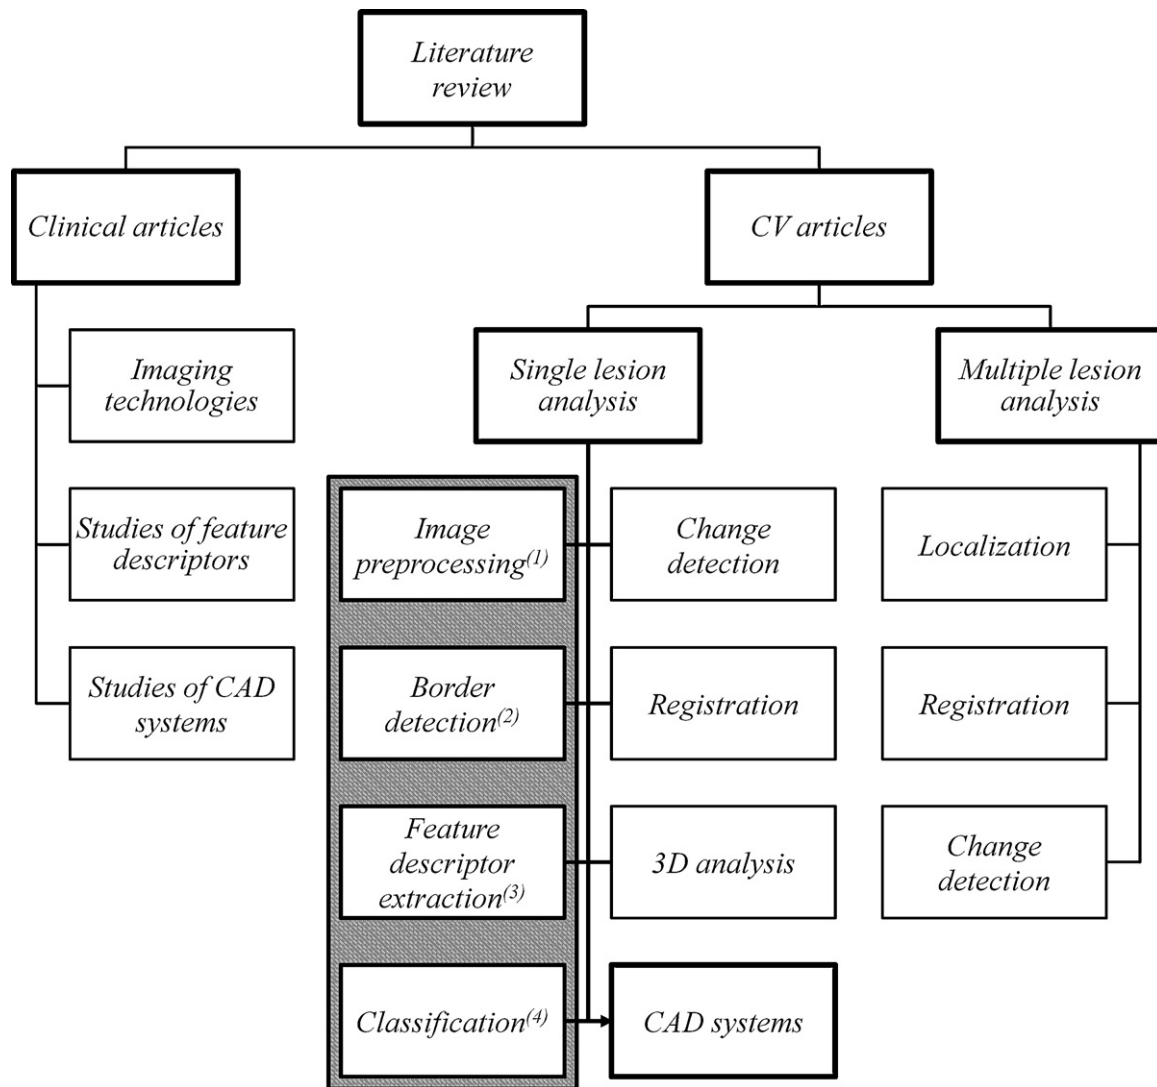 Literature
review
Clinical articles
CV articles
Imaging
technologies
Studies of feature
descriptors
Studies of CAD
systems
Single lesion
analysis
Multiple lesion
analysis
Image
preprocessing(1)
Border
detection(2)
Feature
descriptor
extraction(3)
Classification(4)
Change
detection
Registration
3D analysis
CAD systems
Localization
Registration
Change
detection